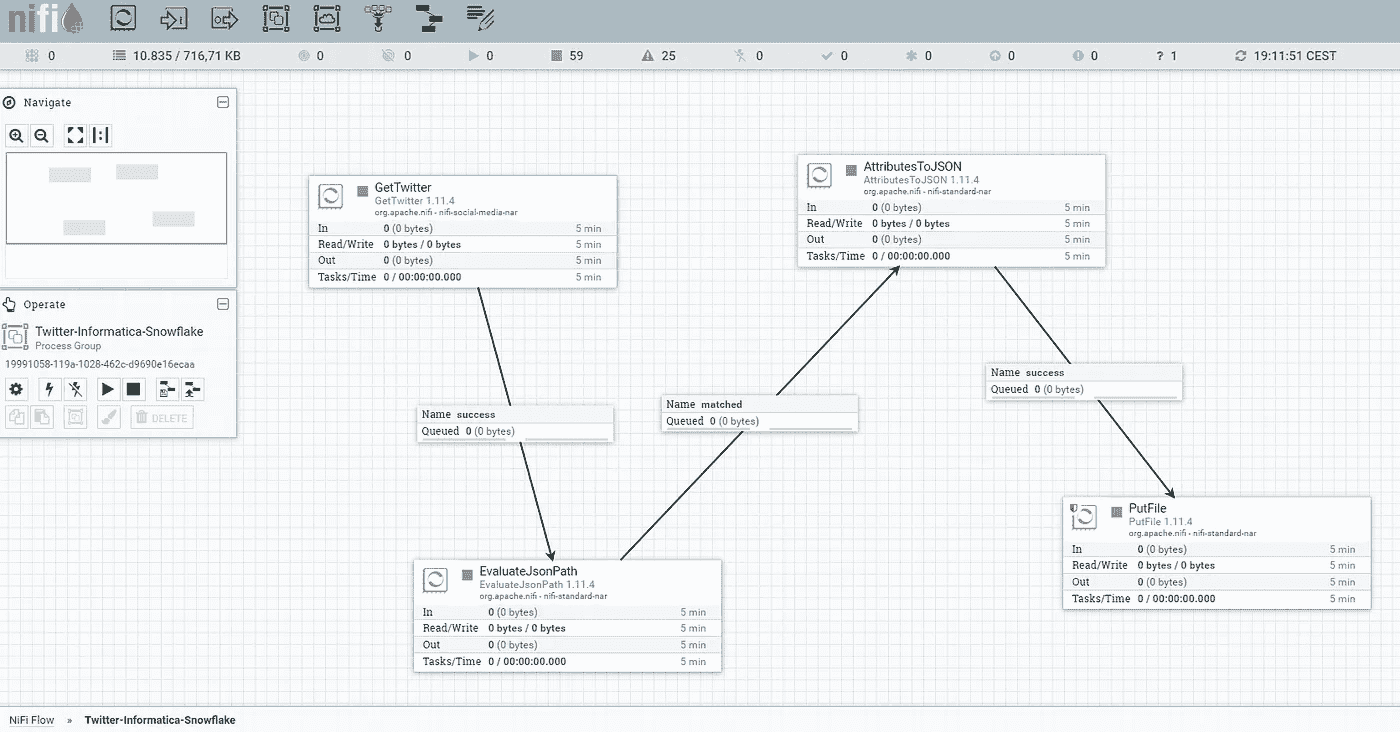 nifi
0
10.835 / 716,71 KB
0
0
0
59
25
0
0
0
0
0
? 1
19:11:51 CEST
Navigate
Operate
Twitter-Informatica-Snowflake
Process Group
19991058-119a-1028-462c-d9690e16ecaa
DELETE
GetTwitter
GetTwitter 1.11.4
org.apache.nifi - nifi-social-media-nar
In 0 (0 bytes) 5 min
Read/Write 0 bytes / 0 bytes 5 min
Out 0 (0 bytes) 5 min
Tasks/Time 0 / 00:00:00.000 5 min
AttributesToJSON
AttributesToJSON 1.11.4
org.apache.nifi - nifi-standard-nar
In 0 (0 bytes) 5 min
Read/Write 0 bytes / 0 bytes 5 min
Out 0 (0 bytes) 5 min
Tasks/Time 0 / 00:00:00.000 5 min
Name success
Queued 0 (0 bytes)
Name matched
Queued 0 (0 bytes)
Name success
Queued 0 (0 bytes)
EvaluateJsonPath
EvaluateJsonPath 1.11.4
org.apache.nifi - nifi-standard-nar
In 0 (0 bytes) 5 min
Read/Write 0 bytes / 0 bytes 5 min
Out 0 (0 bytes) 5 min
Tasks/Time 0 / 00:00:00.000 5 min
PutFile
PutFile 1.11.4
org.apache.nifi - nifi-standard-nar
In 0 (0 bytes) 5 min
Read/Write 0 bytes / 0 bytes 5 min
Out 0 (0 bytes) 5 min
Tasks/Time 0 / 00:00:00.000 5 min
NiFi Flow » Twitter-Informatica-Snowflake